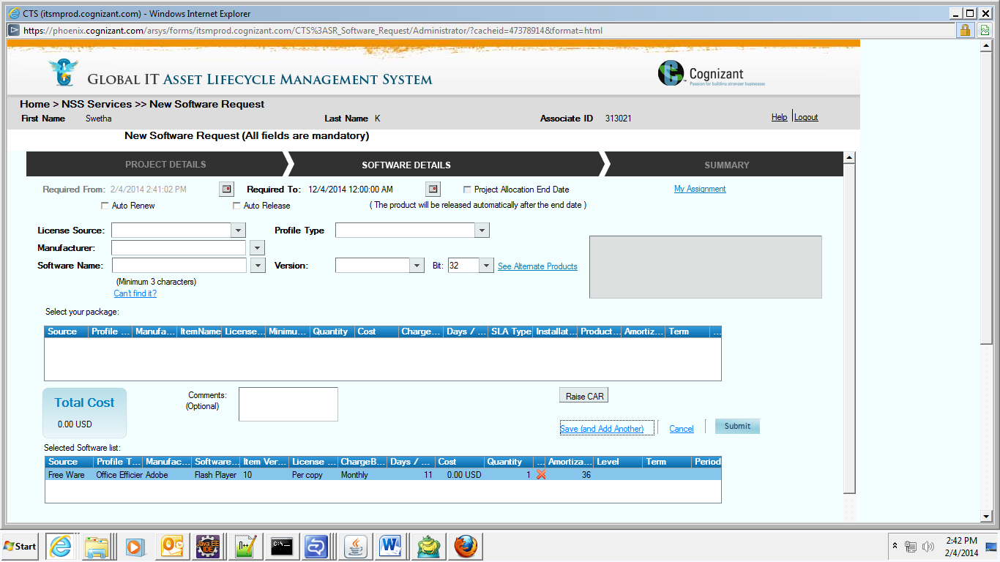 CTS (itsmprod.cognizant.com) - Windows Internet Explorer
https://phoenix.cognizant.com/arsys/forms/itsmprod.cognizant.com/CTS%3ASR_Software_Request/Administrator/?cacheid=47378914&format=html
GLOBAL IT ASSET LIFECYCLE MANAGEMENT SYSTEM
Cognizant
Passion for building stronger businesses
Home > NSS Services >> New Software Request
First Name Swetha Last Name K Associate ID 313021 Help Logout
New Software Request (All fields are mandatory)
PROJECT DETAILS SOFTWARE DETAILS SUMMARY
Required From: 2/4/2014 2:41:02 PM Required To: 12/4/2014 12:00:00 AM Project Allocation End Date My Assignment
Auto Renew Auto Release ( The product will be released automatically after the end date )
License Source: Profile Type
Manufacturer:
Software Name: Version: Bit: 32 See Alternate Products
(Minimum 3 characters)
Can't find it?
Select your package:
Source Profile ... Manufa... ItemName License... Minimu... Quantity Cost Charge... Days / ... SLA Type Installat... Product... Amortiz... Term ...
Total Cost
0.00 USD
Comments:
(Optional)
Raise CAR
Save (and Add Another) Cancel Submit
Selected Software list:
Source Profile T... Manufac... Software... Item Ver... License ... ChargeB... Days / ... Cost Quantity ... Amortiza... Level Term Period
Free Ware Office Efficier Adobe Flash Player 10 Per copy Monthly 11 0.00 USD 1 36
Start
Java EE
IDE
n++
C:\_
2:42 PM
2/4/2014